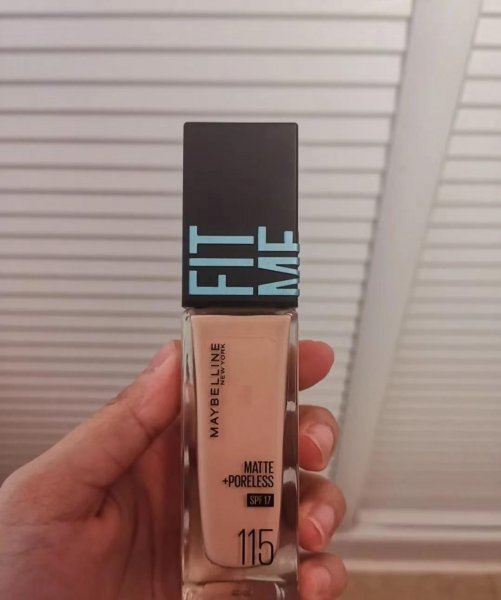 FIT
ME
MAYBELLINE
NEW YORK
MATTE
+PORELESS
SPF 17
115